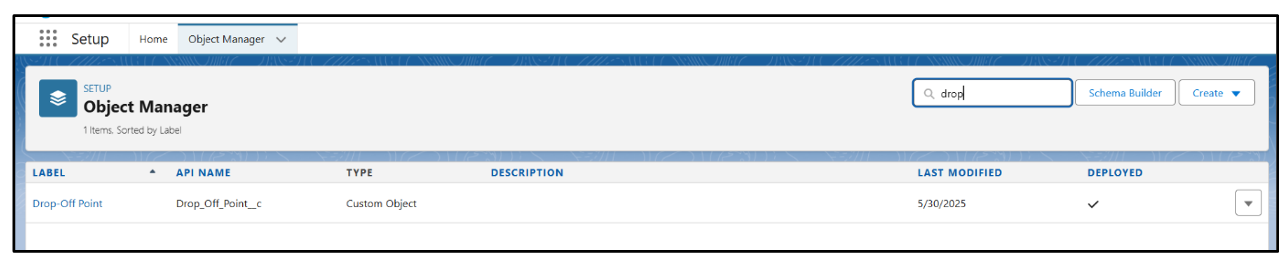 Setup Home Object Manager
SETUP
Object Manager
1 Items. Sorted by Label
drop
Schema Builder
Create
LABEL API NAME TYPE DESCRIPTION LAST MODIFIED DEPLOYED
Drop-Off Point Drop_Off_Point__c Custom Object 5/30/2025